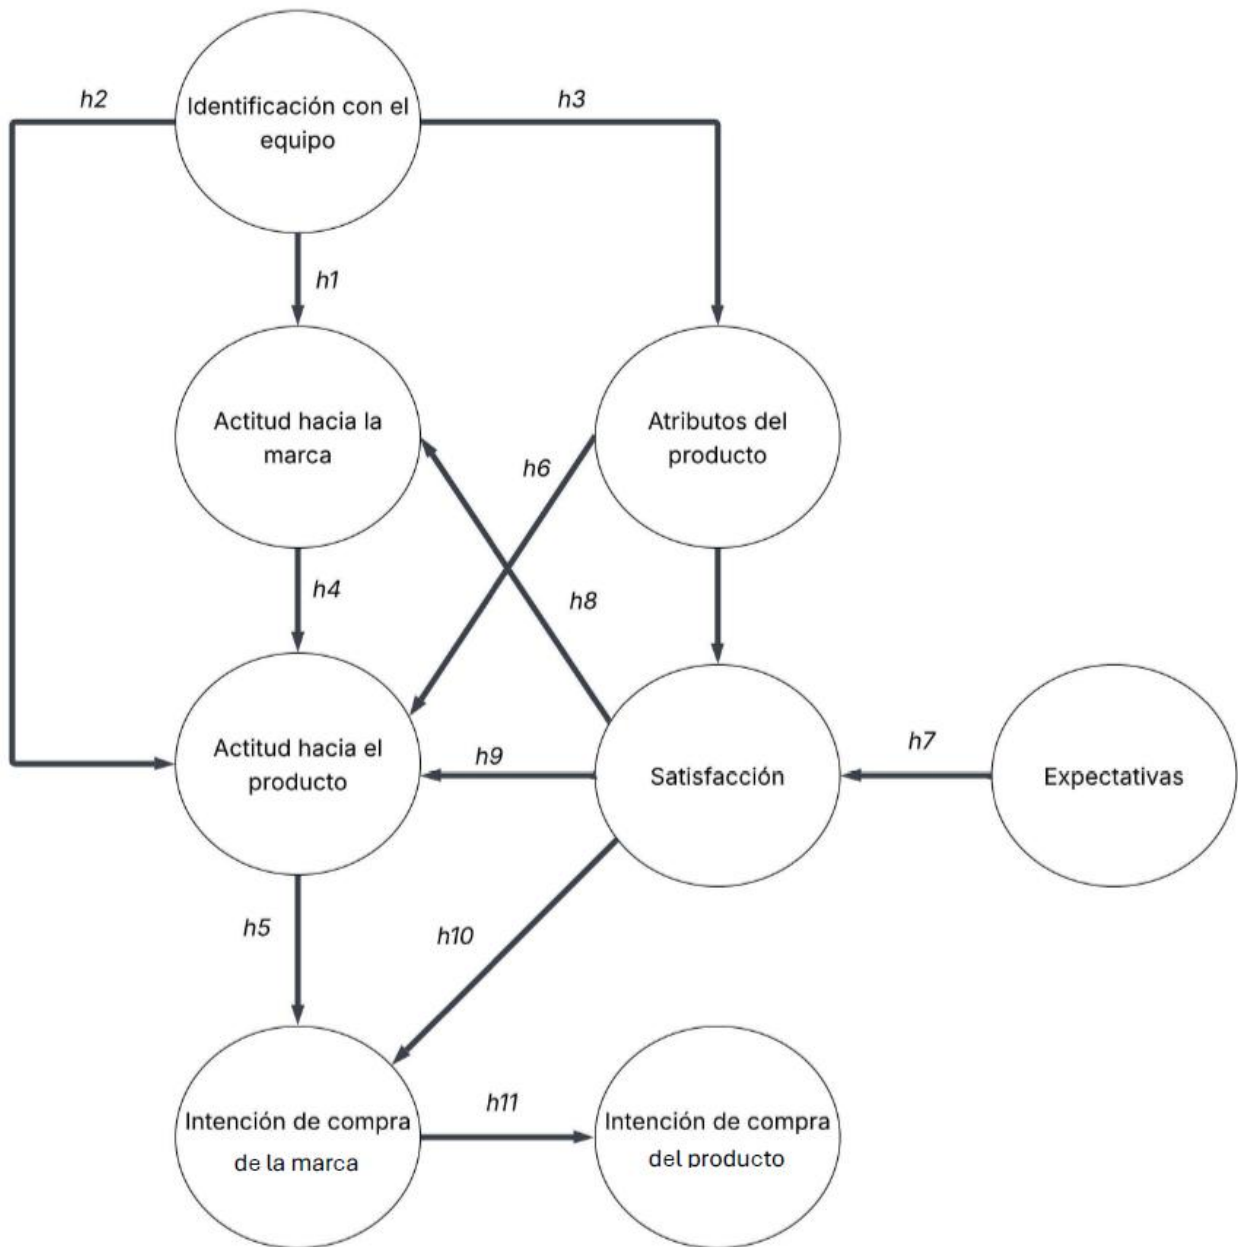 h2
Identificación con el
equipo
h3
h1
Actitud hacia la
marca
Atributos del
producto
h6
h4
h8
Actitud hacia el
producto
h9
Satisfacción
h7
Expectativas
h5
h10
Intención de compra
de la marca
h11
Intención de compra
del producto